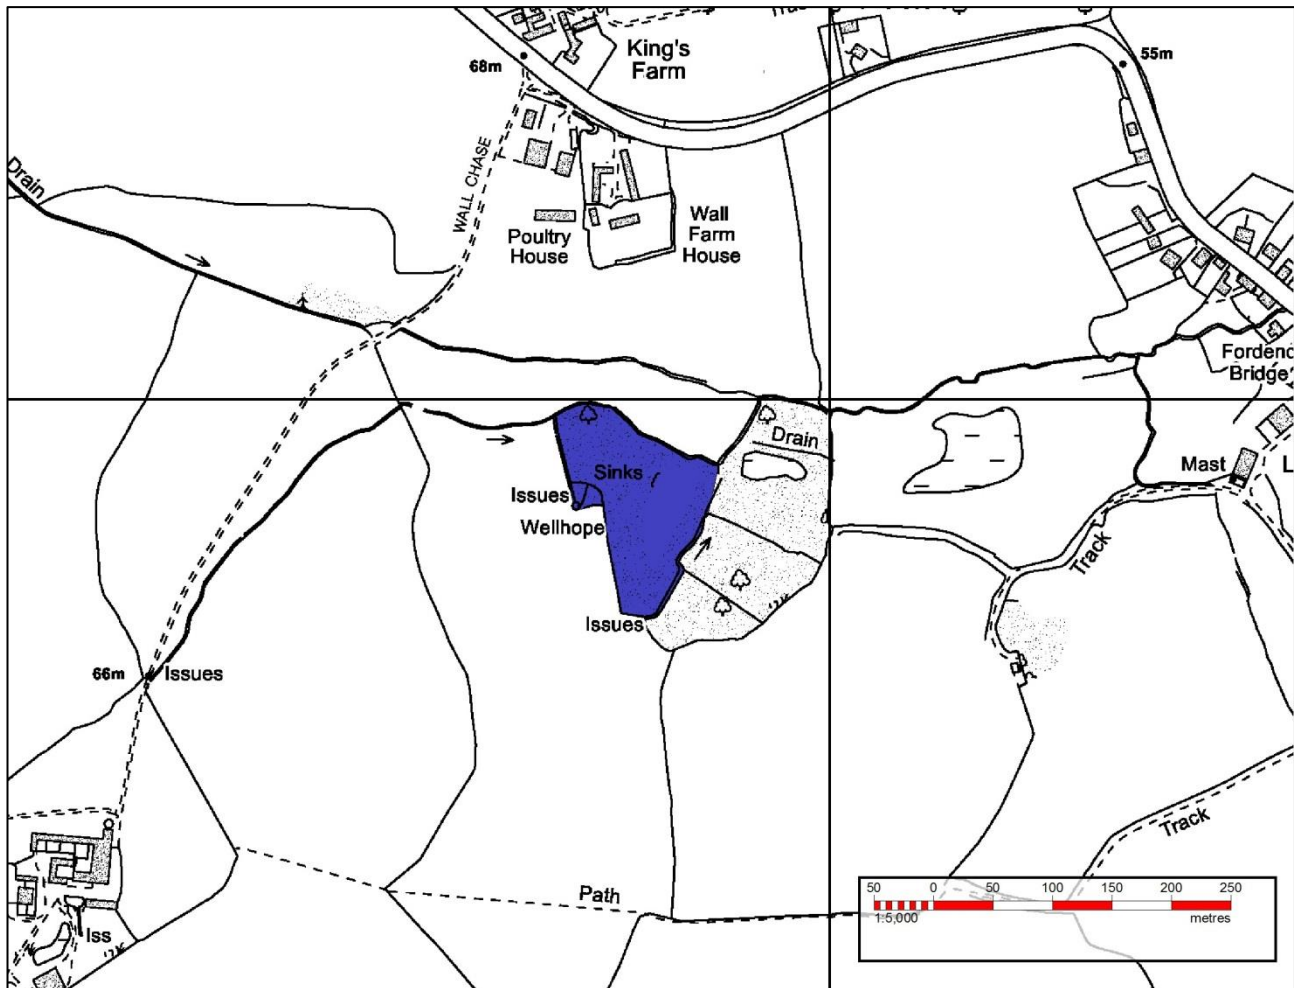 King's
Farm
68m
55m
Drain
WALL CHASE
Poultry
House
Wall
Farm
House
Fordend
Bridge
Drain
Sinks
Issues
Wellhope
Mast
L
Track
Issues
66m
Issues
Track
Path
Iss
50 0 50 100 150 200 250
1:5,000
metres